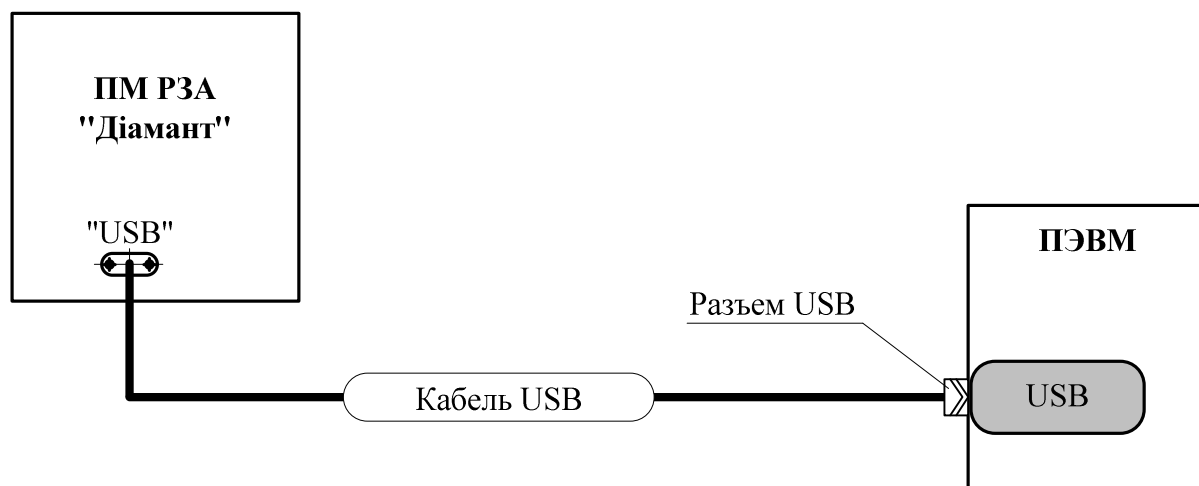 ПМ РЗА
"Діамант"
"USB"
ПЭВМ
Разъем USB
Кабель USB
USB